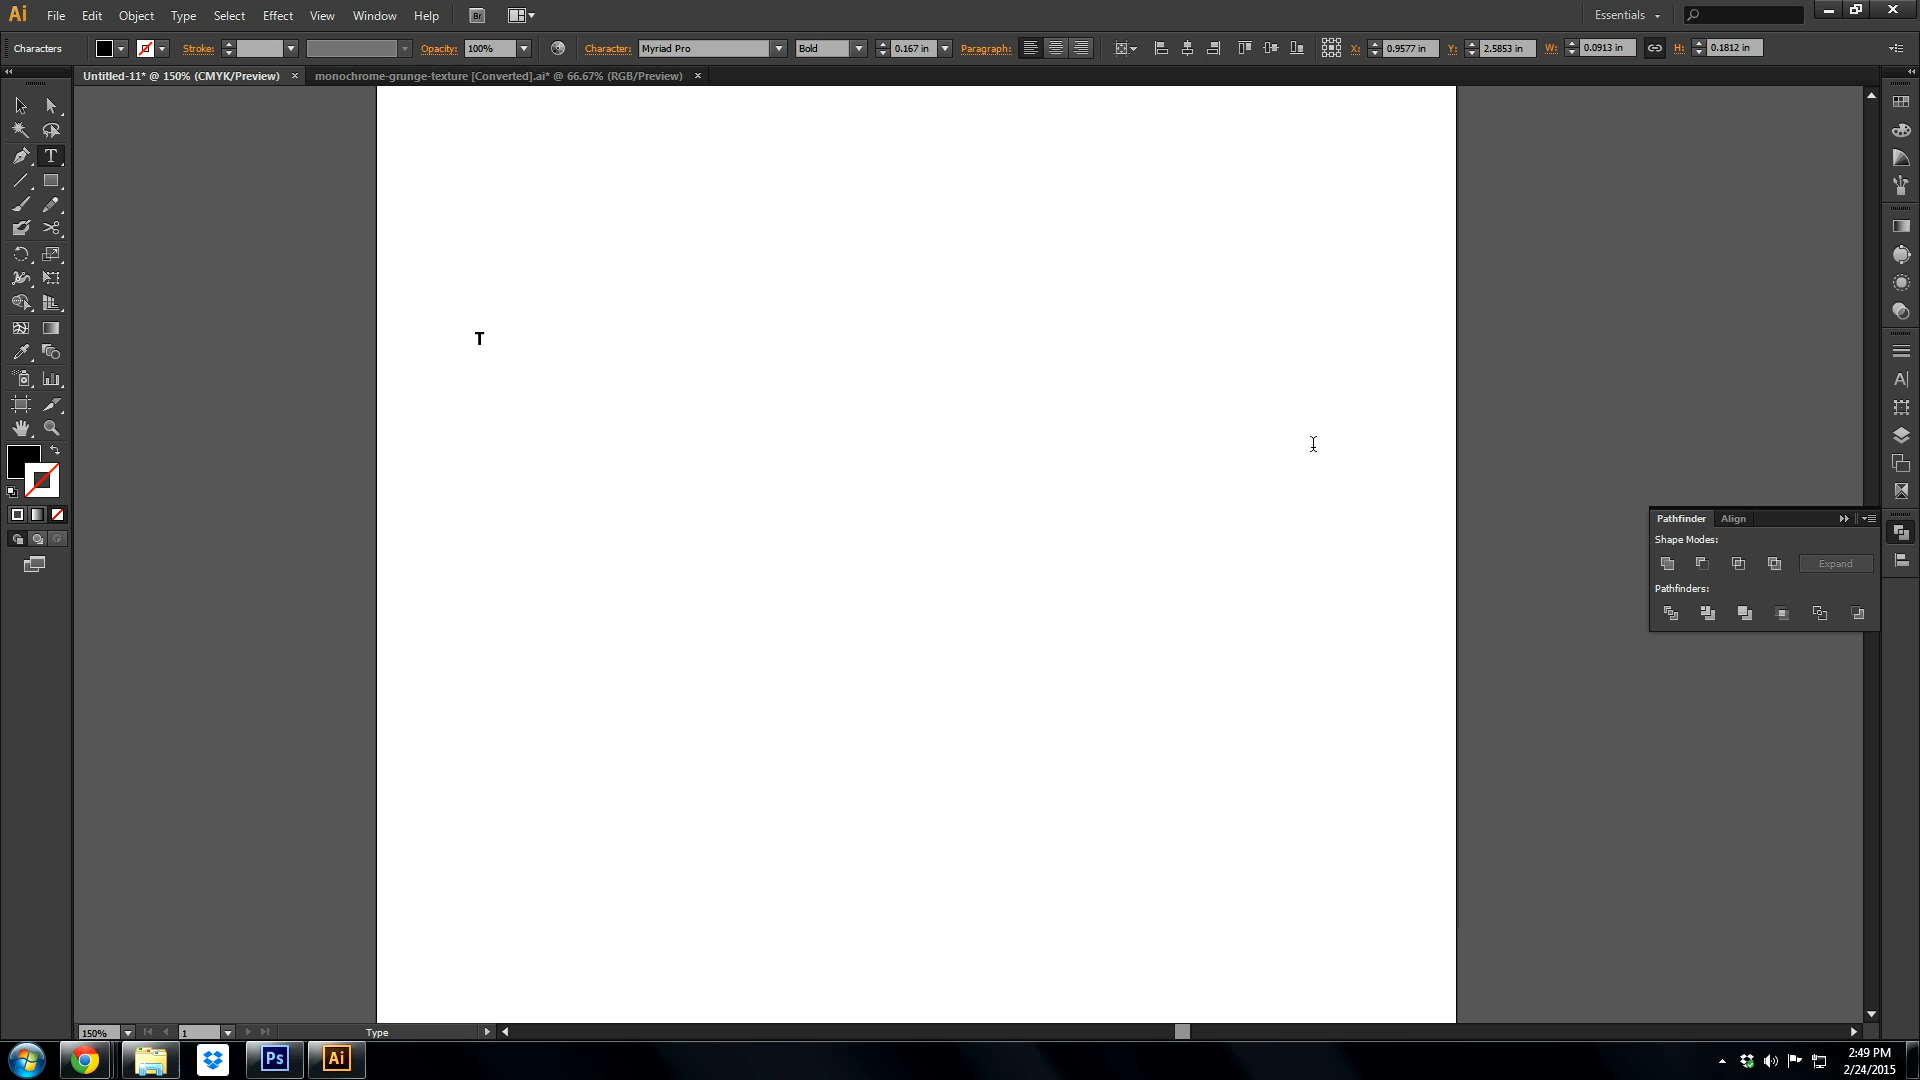 Ai File Edit Object Type Select Effect View Window Help Br Essentials
Characters Stroke: Opacity: 100% Character: Myriad Pro Bold 0.167 in Paragraph: X: 0.9577 in Y: 2.5853 in W: 0.0913 in H: 0.1812 in
Untitled-11* @ 150% (CMYK/Preview) × monochrome-grunge-texture [Converted].ai* @ 66.67% (RGB/Preview) ×
T
Pathfinder Align
Shape Modes:
Expand
Pathfinders:
150% 1 Type
Ps Ai
2:49 PM
2/24/2015